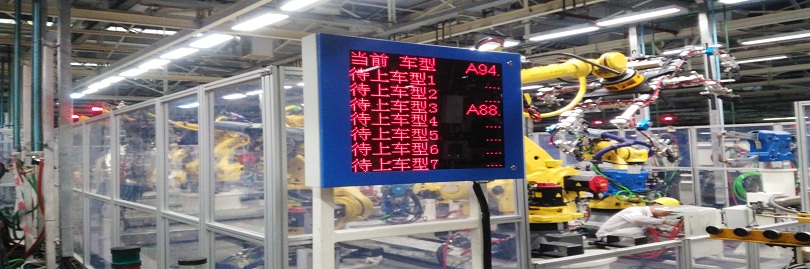 当前 车型 A94.
待上车型1 ....
待上车型2 ....
待上车型3 A88.
待上车型4 ....
待上车型5 ....
待上车型6 ....
待上车型7 ....